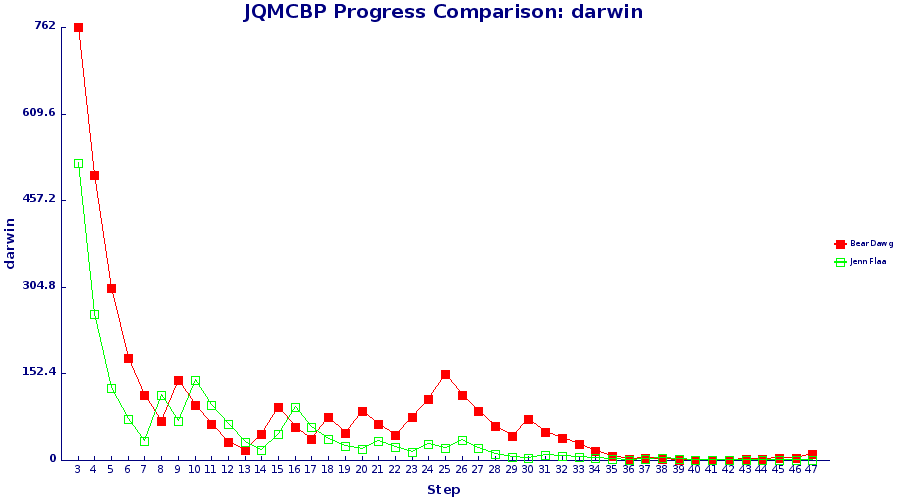 JQMCBP Progress Comparison: darwin
762
609.6
457.2
304.8
152.4
0
darwin
3 4 5 6 7 8 9 10 11 12 13 14 15 16 17 18 19 20 21 22 23 24 25 26 27 28 29 30 31 32 33 34 35 36 37 38 39 40 41 42 43 44 45 46 47
Step
Bear Dawg
Jenn Flaa